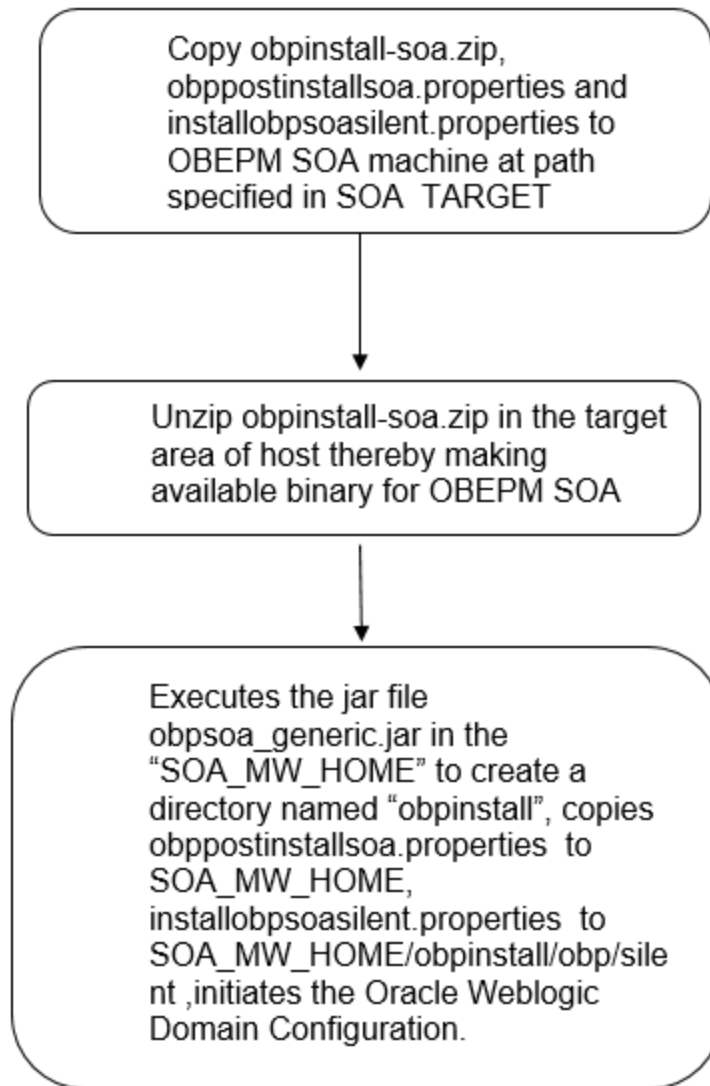 Copy obpinstall-soa.zip,
obppostinstallsoa.properties and
installobpsoasilent.properties to
OBEPM SOA machine at path
specified in SOA_TARGET
Unzip obpinstall-soa.zip in the target
area of host thereby making
available binary for OBEPM SOA
Executes the jar file
obpsoa_generic.jar in the
“SOA_MW_HOME” to create a
directory named “obpinstall”, copies
obppostinstallsoa.properties to
SOA_MW_HOME,
installobpsoasilent.properties to
SOA_MW_HOME/obpinstall/obp/sile
nt ,initiates the Oracle Weblogic
Domain Configuration.